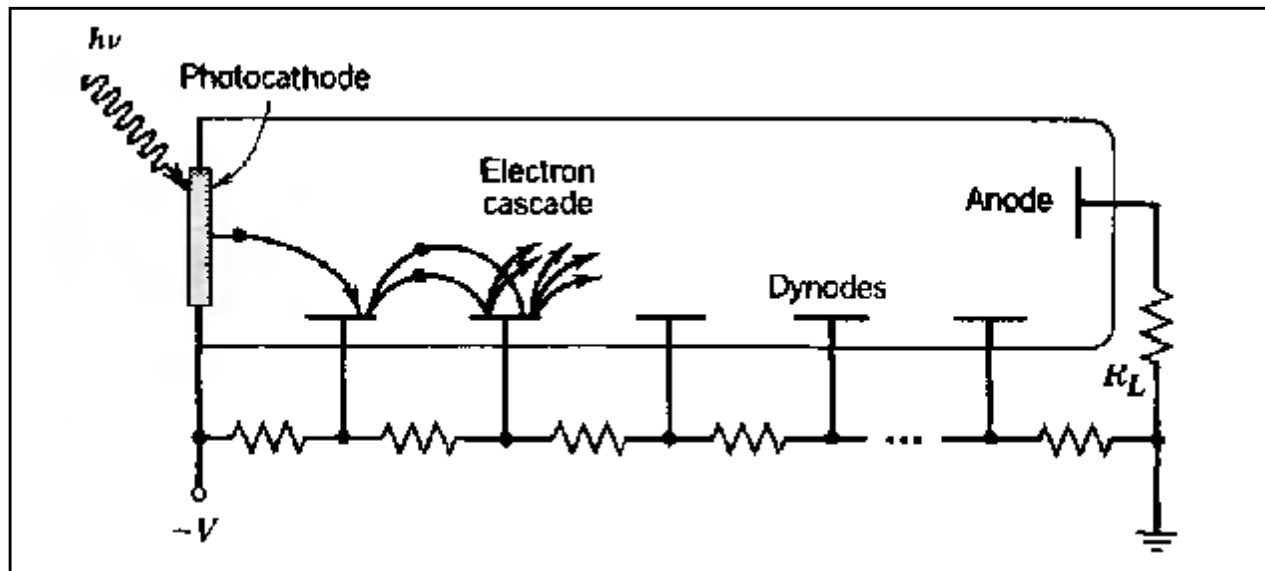 hν
Photocathode
Electron
cascade
Anode
Dynodes
R_L
...
−V